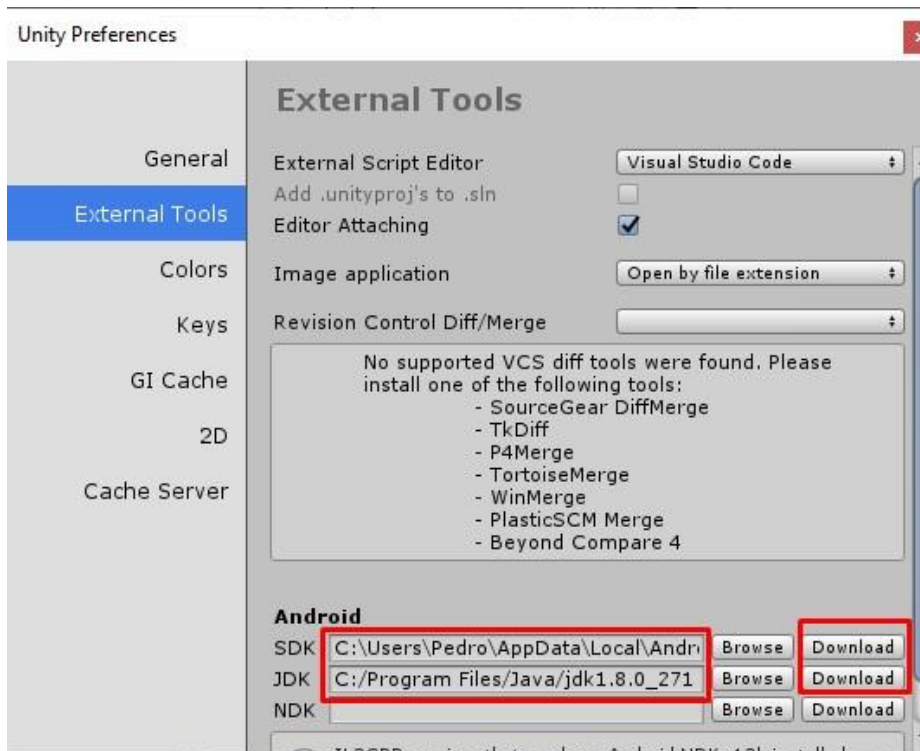 Unity Preferences
External Tools
General
External Tools
Colors
Keys
GI Cache
2D
Cache Server
External Script Editor Visual Studio Code
Add .unityproj's to .sln
Editor Attaching
Image application Open by file extension
Revision Control Diff/Merge
No supported VCS diff tools were found. Please
install one of the following tools:
- SourceGear DiffMerge
- TkDiff
- P4Merge
- TortoiseMerge
- WinMerge
- PlasticSCM Merge
- Beyond Compare 4
Android
SDK C:\Users\Pedro\AppData\Local\Andr Browse Download
JDK C:/Program Files/Java/jdk1.8.0_271 Browse Download
NDK Browse Download